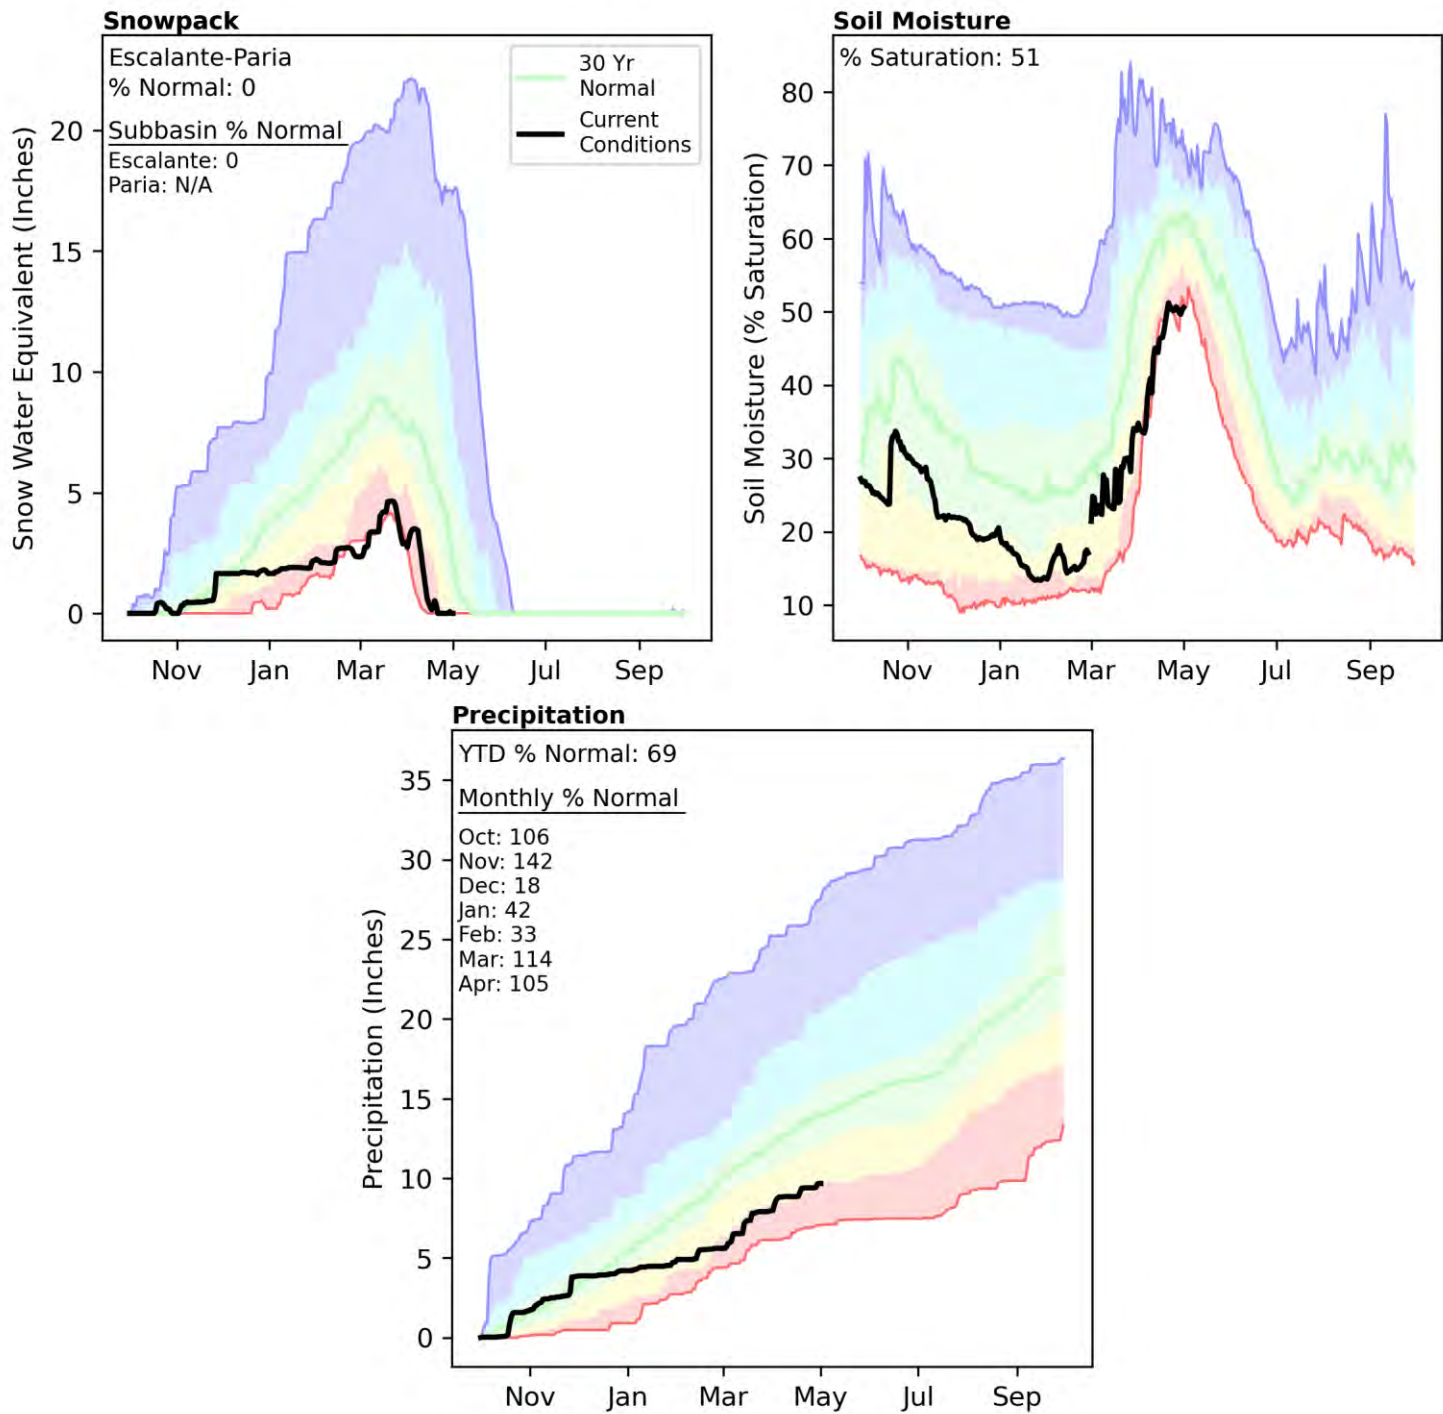 Snowpack
Escalante-Paria
% Normal: 0
Subbasin % Normal
Escalante: 0
Paria: N/A
30 Yr
Normal
Current
Conditions
Snow Water Equivalent (Inches)
20
15
10
5
0
Nov Jan Mar May Jul Sep
Soil Moisture
% Saturation: 51
Soil Moisture (% Saturation)
80
70
60
50
40
30
20
10
Nov Jan Mar May Jul Sep
Precipitation
YTD % Normal: 69
Monthly % Normal
Oct: 106
Nov: 142
Dec: 18
Jan: 42
Feb: 33
Mar: 114
Apr: 105
Precipitation (Inches)
35
30
25
20
15
10
5
0
Nov Jan Mar May Jul Sep